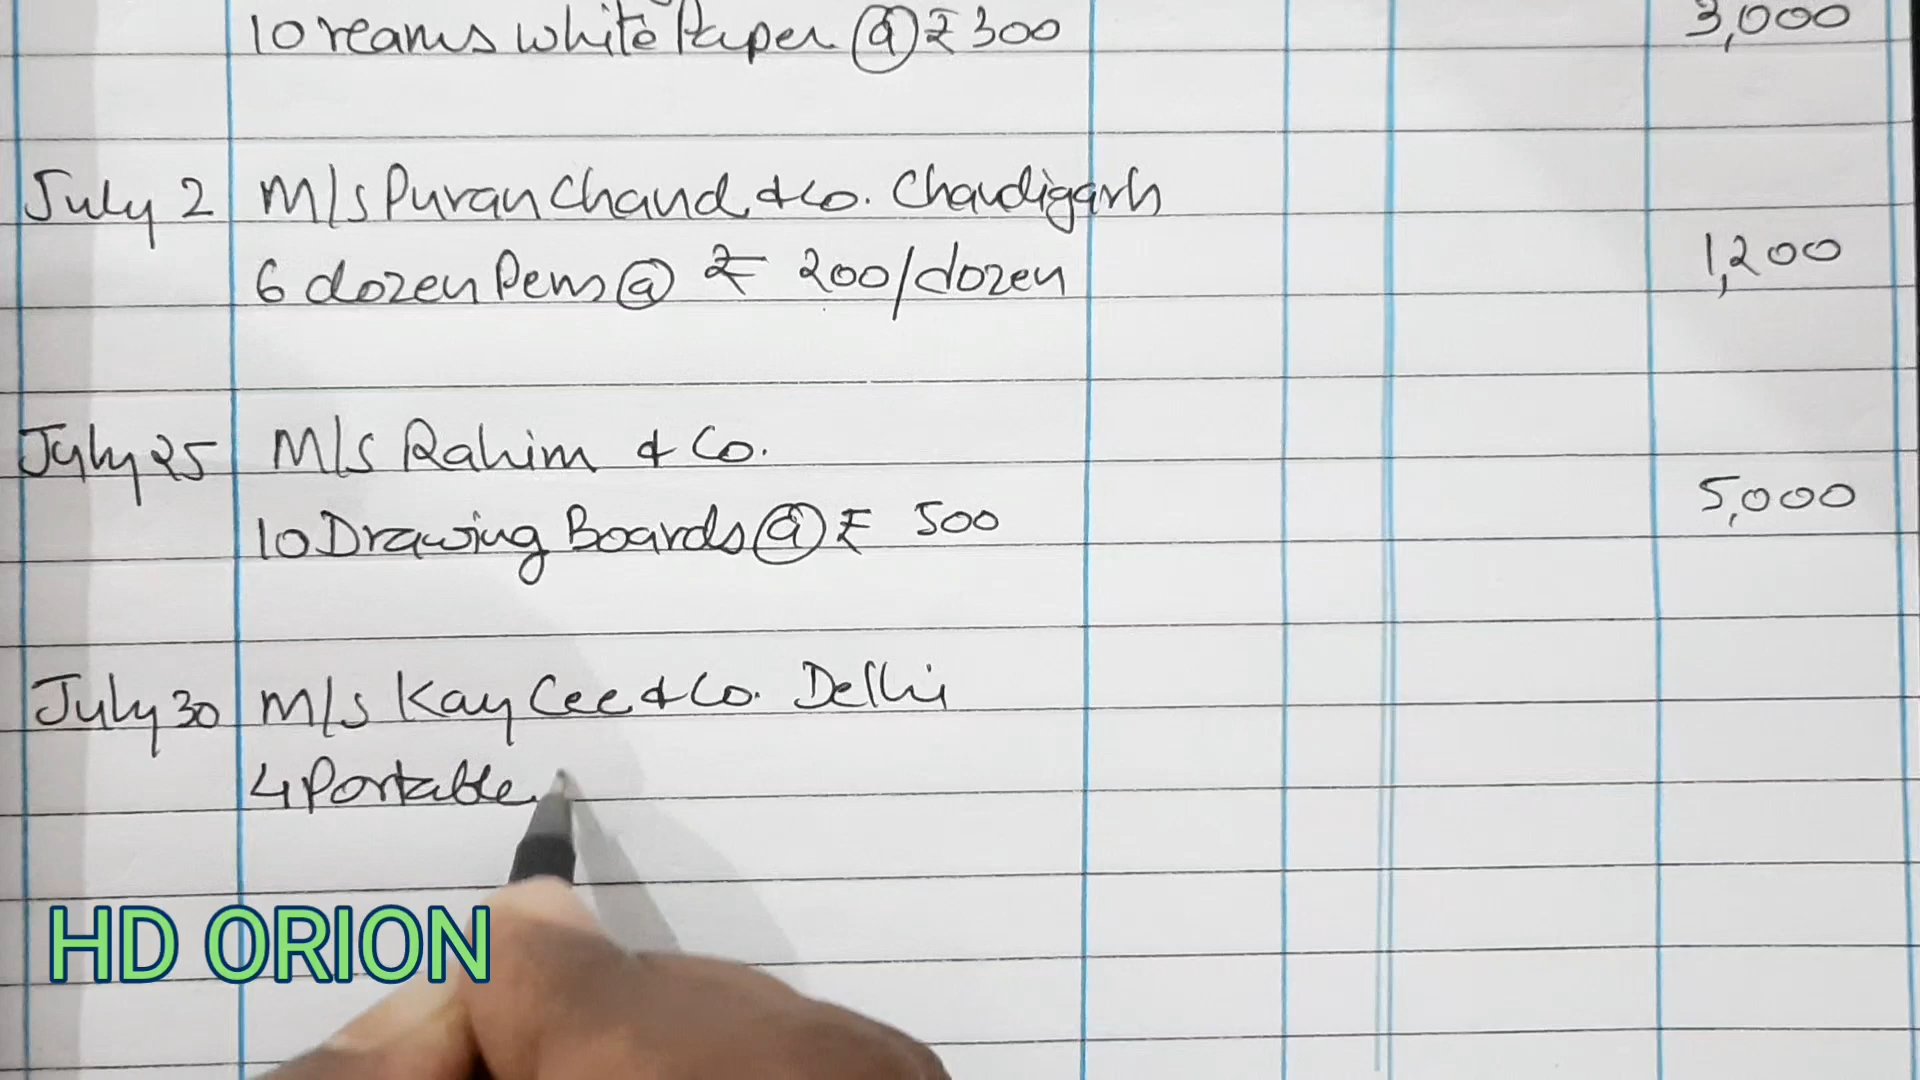 10 reams white Paper @ ₹ 300 3,000
July 2 M/s Puran Chand & Co. Chandigarh
6 dozen Pens @ ₹ 200/dozen 1,200
July 25 M/s Rahim & Co.
10 Drawing Boards @ ₹ 500 5,000
July 30 M/s Kay Cee & Co. Delhi
4 Portable
HD ORION